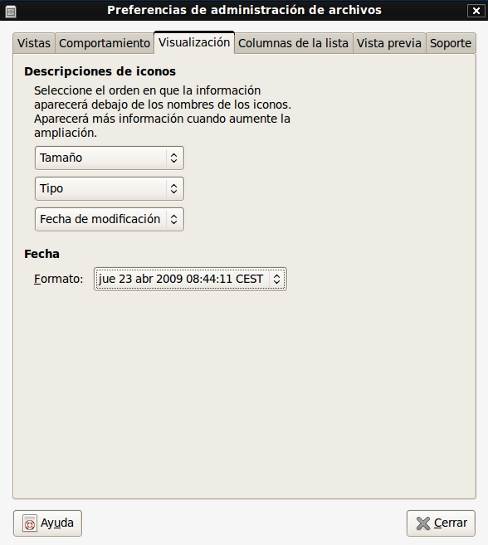 Preferencias de administración de archivos
Vistas Comportamiento Visualización Columnas de la lista Vista previa Soporte
Descripciones de iconos
Seleccione el orden en que la información
aparecerá debajo de los nombres de los iconos.
Aparecerá más información cuando aumente la
ampliación.
Tamaño
Tipo
Fecha de modificación
Fecha
Formato: jue 23 abr 2009 08:44:11 CEST
Ayuda Cerrar